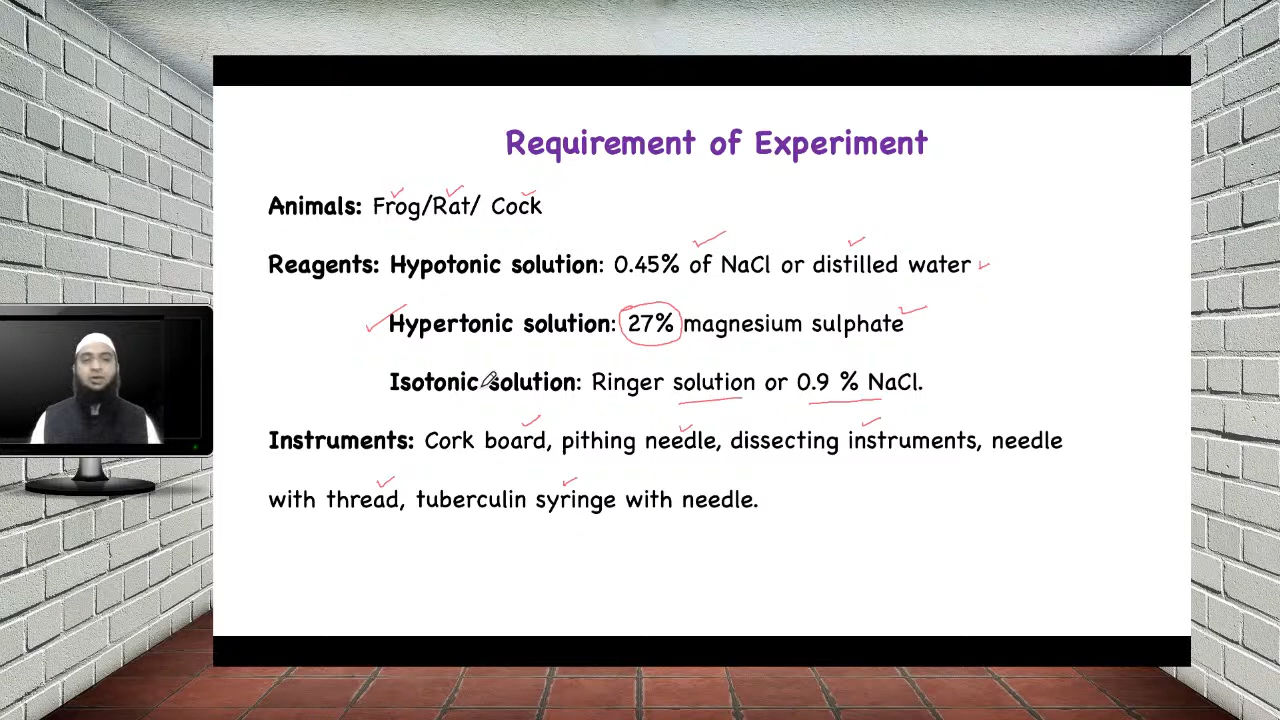 Requirement of Experiment
Animals: Frog/Rat/ Cock
Reagents: Hypotonic solution: 0.45% of NaCl or distilled water
Hypertonic solution: 27% magnesium sulphate
Isotonic solution: Ringer solution or 0.9 % NaCl.
Instruments: Cork board, pithing needle, dissecting instruments, needle
with thread, tuberculin syringe with needle.